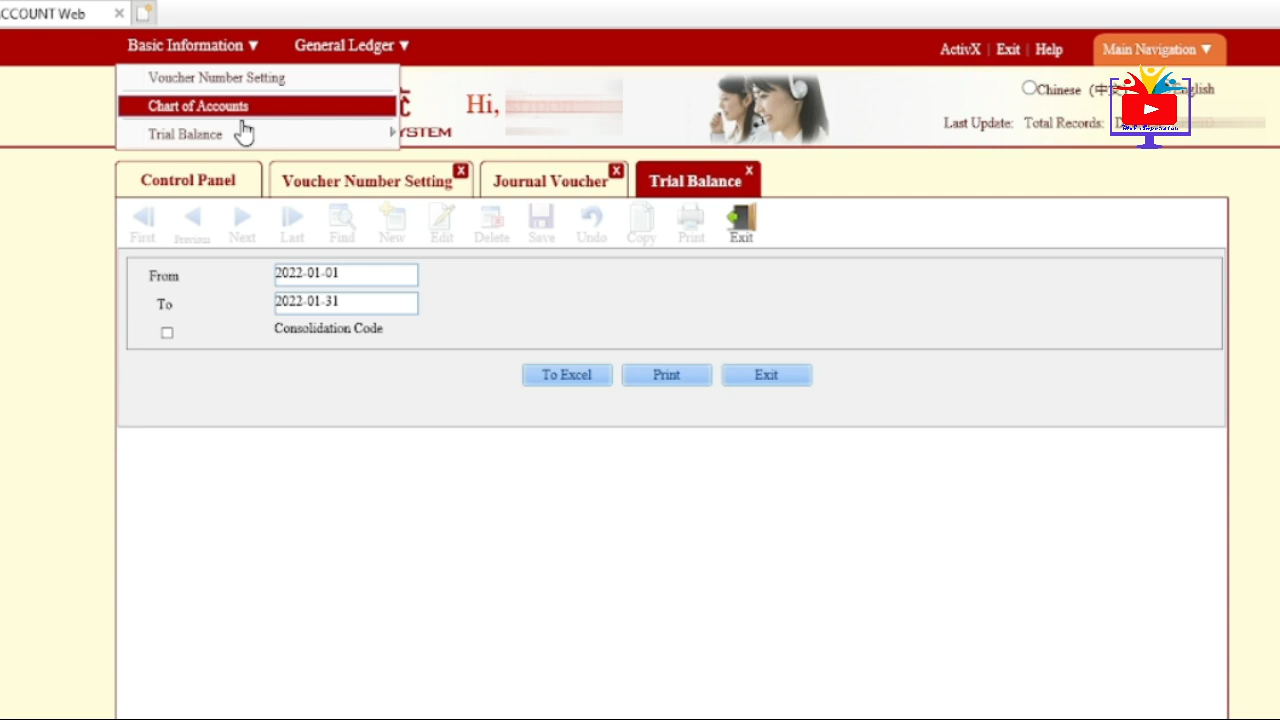 CCOUNT Web
Basic Information ▼ General Ledger ▼
ActivX | Exit | Help
Main Navigation ▼
Voucher Number Setting
Chart of Accounts
Trial Balance
Hi,
YSTEM
Chinese
Last Update: Total Records:
Control Panel
Voucher Number Setting X
Journal Voucher X
Trial Balance X
First Previous Next Last Find New Edit Delete Save Undo Copy Print Exit
From 2022-01-01
To 2022-01-31
Consolidation Code
To Excel Print Exit